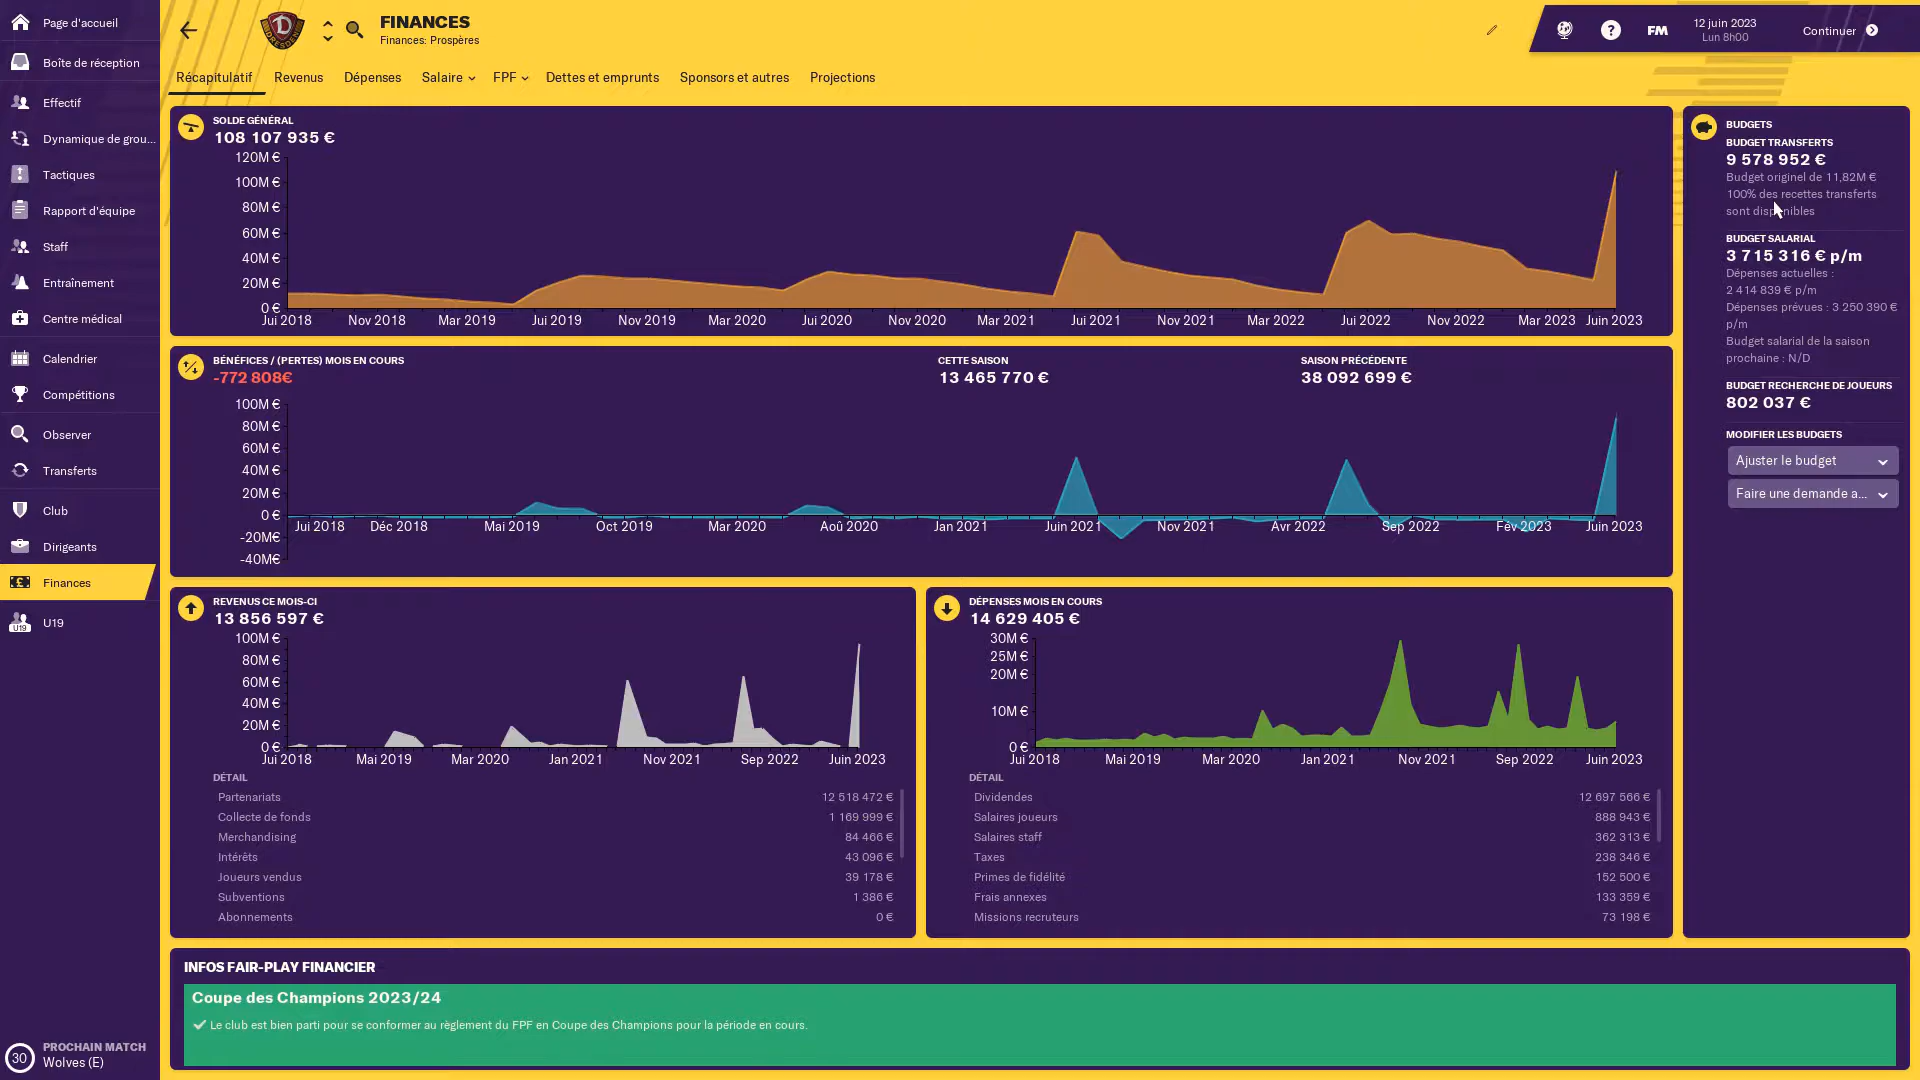 Page d'accueil
Boîte de réception
Effectif
Dynamique de grou...
Tactiques
Rapport d'équipe
Staff
Entraînement
Centre médical
Calendrier
Compétitions
Observer
Transferts
Club
Dirigeants
Finances
U19
U19
30
PROCHAIN MATCH
Wolves (E)
FINANCES
Finances: Prospères
FM
12 juin 2023
Lun 8h00
Continuer
Récapitulatif Revenus Dépenses Salaire FPF Dettes et emprunts Sponsors et autres Projections
SOLDE GÉNÉRAL
108 107 935 €
120M €
100M €
80M €
60M €
40M €
20M €
0 €
Jui 2018 Nov 2018 Mar 2019 Jui 2019 Nov 2019 Mar 2020 Jui 2020 Nov 2020 Mar 2021 Jui 2021 Nov 2021 Mar 2022 Jui 2022 Nov 2022 Mar 2023 Juin 2023
BÉNÉFICES / (PERTES) MOIS EN COURS
-772 808€
CETTE SAISON
13 465 770 €
SAISON PRÉCÉDENTE
38 092 699 €
100M €
80M €
60M €
40M €
20M €
0 €
-20M€
-40M€
Jui 2018 Déc 2018 Mai 2019 Oct 2019 Mar 2020 Aoû 2020 Jan 2021 Juin 2021 Nov 2021 Avr 2022 Sep 2022 Fév 2023 Juin 2023
REVENUS CE MOIS-CI
13 856 597 €
100M €
80M €
60M €
40M €
20M €
0 €
Jui 2018 Mai 2019 Mar 2020 Jan 2021 Nov 2021 Sep 2022 Juin 2023
DÉTAIL
Partenariats 12 518 472 €
Collecte de fonds 1 169 999 €
Merchandising 84 466 €
Intérêts 43 096 €
Joueurs vendus 39 178 €
Subventions 1 386 €
Abonnements 0 €
DÉPENSES MOIS EN COURS
14 629 405 €
30M €
25M €
20M €
10M €
0 €
Jui 2018 Mai 2019 Mar 2020 Jan 2021 Nov 2021 Sep 2022 Juin 2023
DÉTAIL
Dividendes 12 697 566 €
Salaires joueurs 888 943 €
Salaires staff 362 313 €
Taxes 238 346 €
Primes de fidélité 152 500 €
Frais annexes 133 359 €
Missions recruteurs 73 198 €
BUDGETS
BUDGET TRANSFERTS
9 578 952 €
Budget originel de 11,82M €
100% des recettes transferts
sont disponibles
BUDGET SALARIAL
3 715 316 € p/m
Dépenses actuelles :
2 414 839 € p/m
Dépenses prévues : 3 250 390 €
p/m
Budget salarial de la saison
prochaine : N/D
BUDGET RECHERCHE DE JOUEURS
802 037 €
MODIFIER LES BUDGETS
Ajuster le budget
Faire une demande a...
INFOS FAIR-PLAY FINANCIER
Coupe des Champions 2023/24
Le club est bien parti pour se conformer au règlement du FPF en Coupe des Champions pour la période en cours.